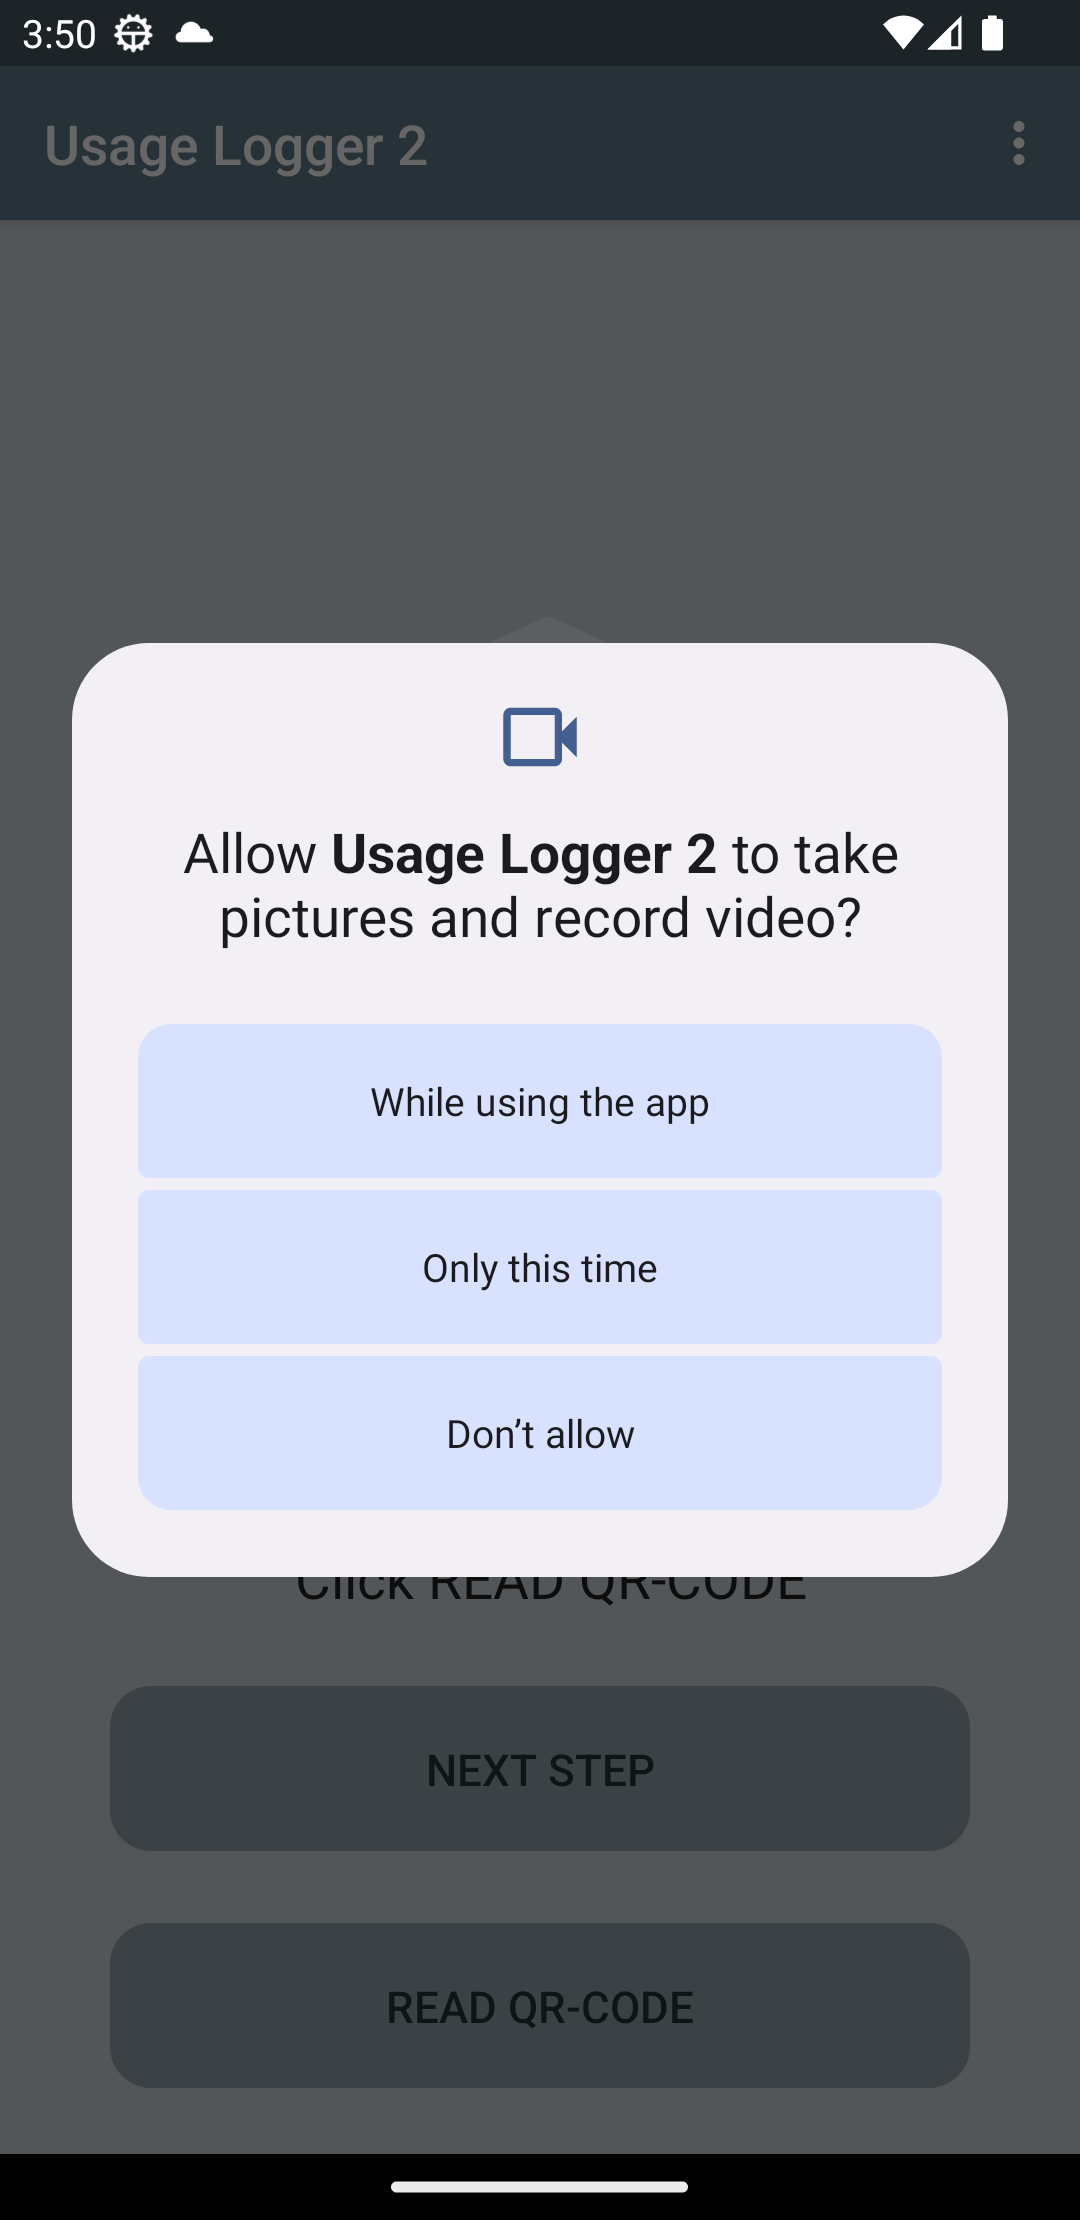 3:50
Usage Logger 2
Allow Usage Logger 2 to take
pictures and record video?
While using the app
Only this time
Don’t allow
Click READ QR-CODE
NEXT STEP
READ QR-CODE